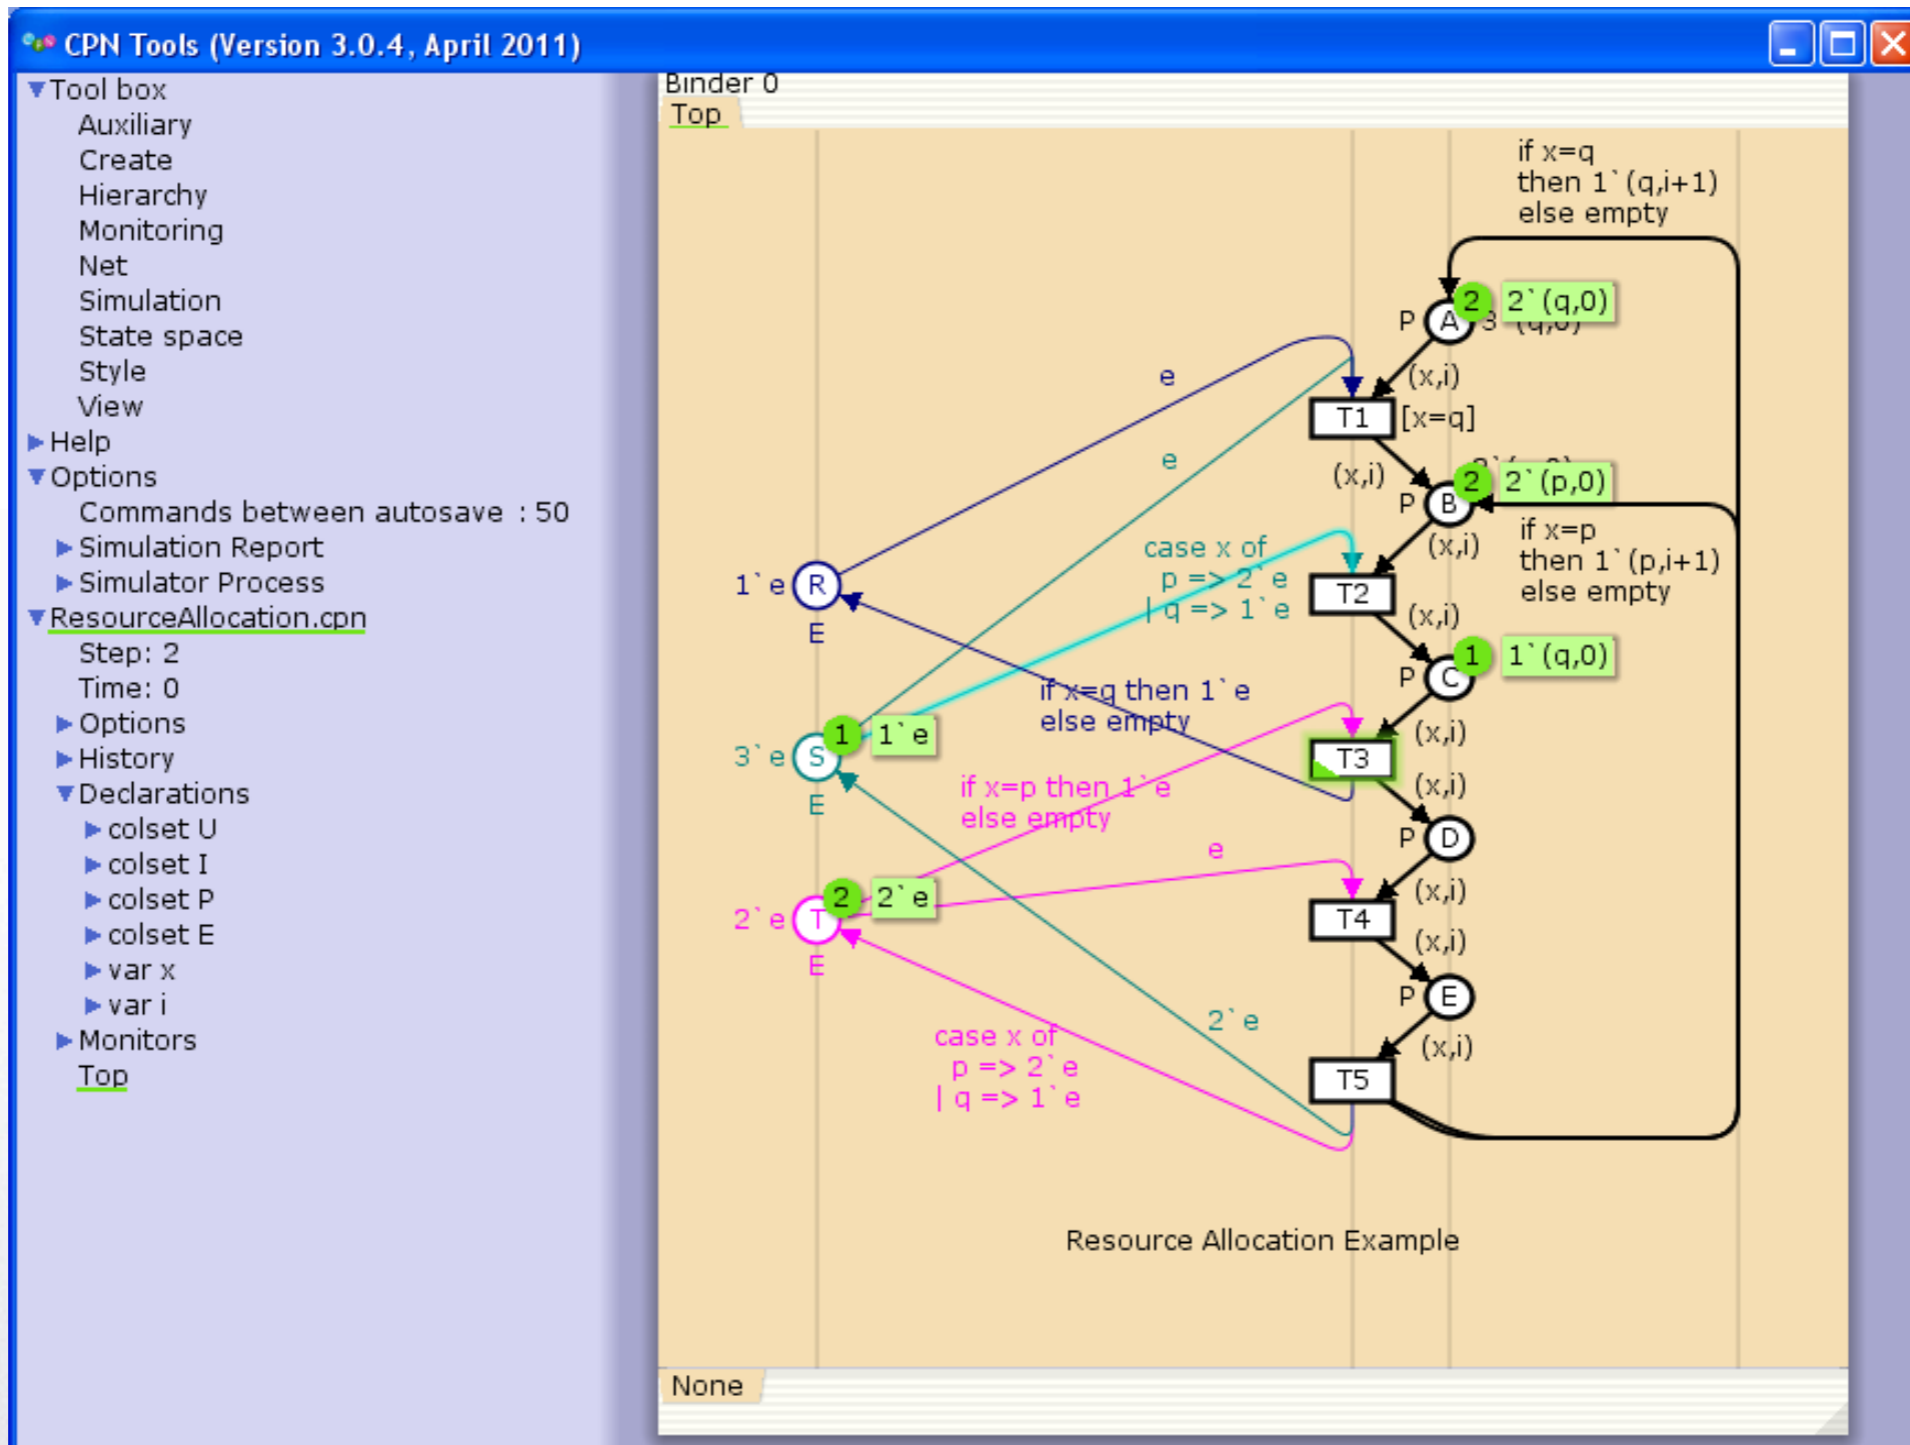 CPN Tools (Version 3.0.4, April 2011)
Tool box
Auxiliary
Create
Hierarchy
Monitoring
Net
Simulation
State space
Style
View
Help
Options
Commands between autosave : 50
Simulation Report
Simulator Process
ResourceAllocation.cpn
Step: 2
Time: 0
Options
History
Declarations
colset U
colset I
colset P
colset E
var x
var i
Monitors
Top
Binder 0
Top
if x=q
then 1`(q,i+1)
else empty
P A 2 2`(q,0)
3`(q,0)
e
(x,i)
T1 [x=q]
e
(x,i)
P B 2 2`(p,0)
if x=p
then 1`(p,i+1)
else empty
(x,i)
case x of
p => 2`e
| q => 1`e
T2
1`e R
E
(x,i)
P C 1 1`(q,0)
if x=q then 1`e
else empty
(x,i)
3`e S 1 1`e
E
T3
if x=p then 1`e
else empty
(x,i)
P D
e
(x,i)
2`e T 2 2`e
E
T4
(x,i)
P E
2`e
(x,i)
case x of
p => 2`e
| q => 1`e
T5
Resource Allocation Example
None